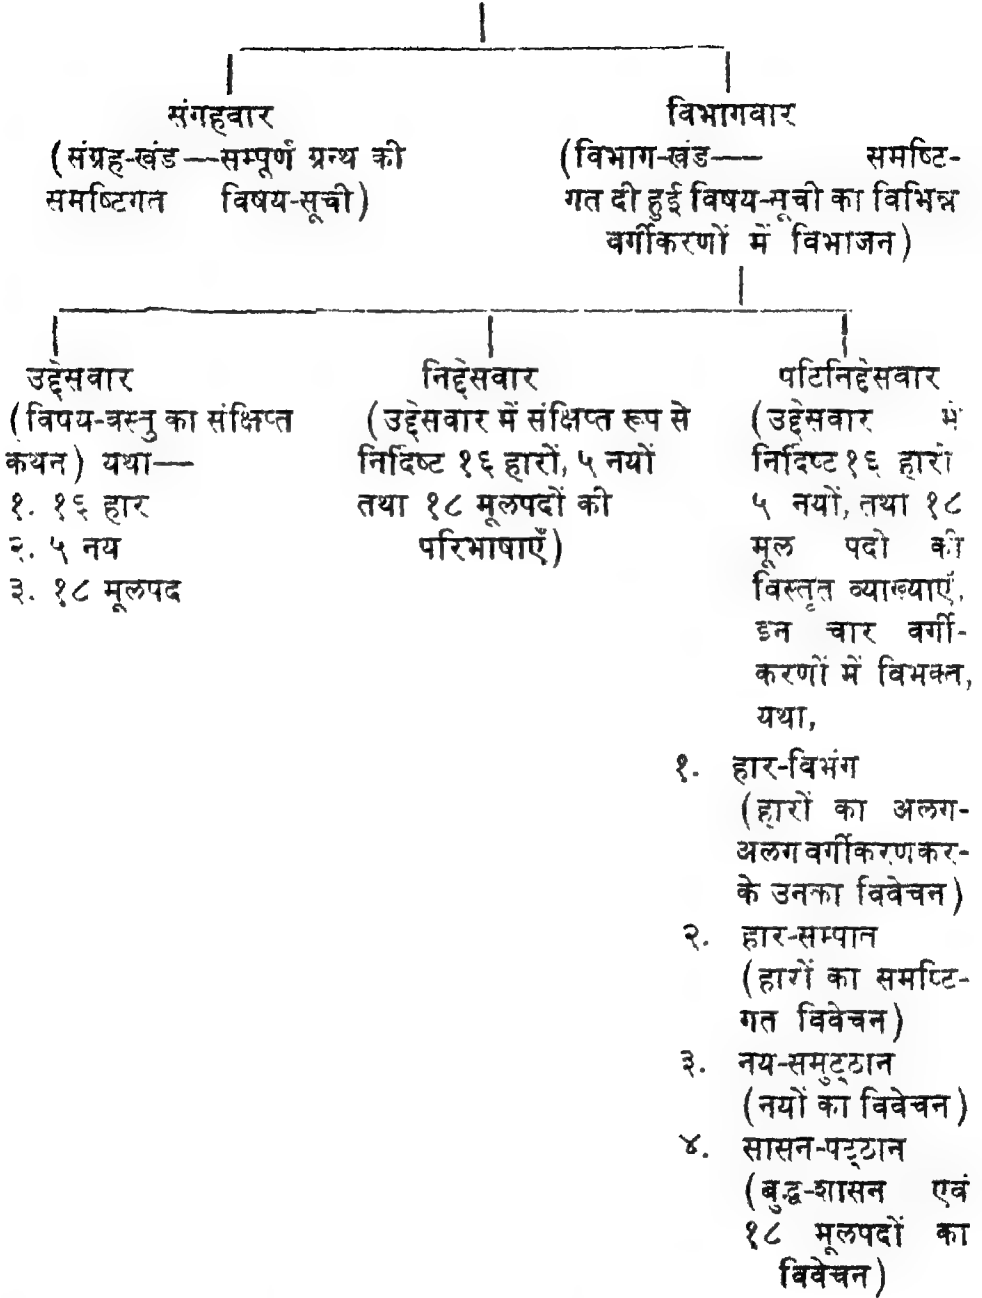 संगहवार
(संग्रह-खंड—सम्पूर्ण ग्रन्थ की
समष्टिगत विषय-सूची)
विभागवार
(विभाग-खंड— समष्टि-
गत दी हुई विषय-सूची का विभिन्न
वर्गीकरणों में विभाजन)
उद्देसवार
(विषय-वस्तु का संक्षिप्त
कथन) यथा—
१. १६ हार
२. ५ नय
३. १८ मूलपद
निद्देसवार
(उद्देसवार में संक्षिप्त रूप से
निर्दिष्ट १६ हारों, ५ नयों
तथा १८ मूलपदों की
परिभाषाएँ)
पटिनिद्देसवार
(उद्देसवार में
निर्दिष्ट १६ हारों
५ नयों, तथा १८
मूल पदों की
विस्तृत व्याख्याएँ,
इन चार वर्गी-
करणों में विभक्त,
यथा,
१. हार-विभंग
(हारों का अलग-
अलग वर्गीकरण कर-
के उनका विवेचन)
२. हार-सम्पात
(हारों का समष्टि-
गत विवेचन)
३. नय-समुट्ठान
(नयों का विवेचन)
४. सासन-पट्ठान
(बुद्ध-शासन एवं
१८ मूलपदों का
विवेचन)